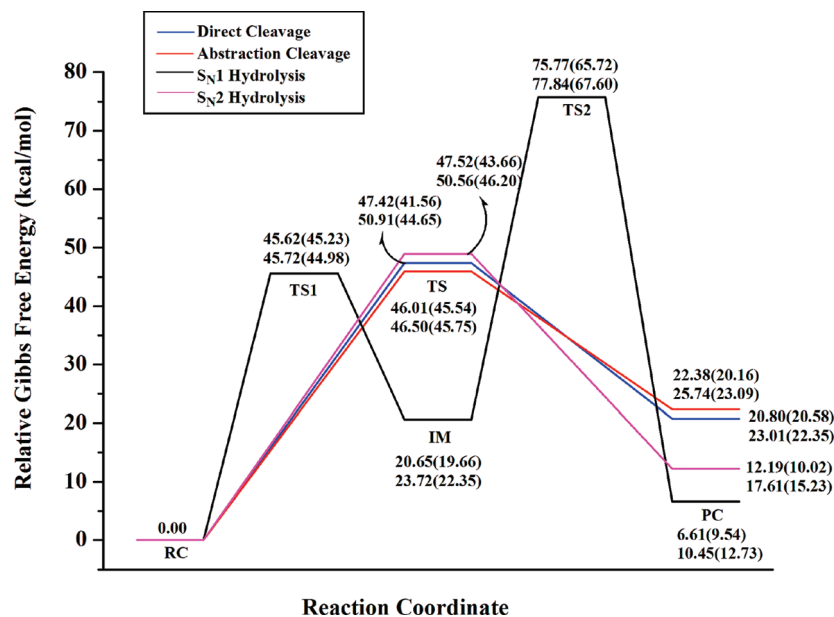 Direct Cleavage
Abstraction Cleavage
SN1 Hydrolysis
SN2 Hydrolysis
75.77(65.72)
77.84(67.60)
TS2
47.52(43.66)
50.56(46.20)
47.42(41.56)
50.91(44.65)
45.62(45.23)
45.72(44.98)
TS1
TS
46.01(45.54)
46.50(45.75)
22.38(20.16)
25.74(23.09)
20.80(20.58)
23.01(22.35)
IM
20.65(19.66)
23.72(22.35)
12.19(10.02)
17.61(15.23)
PC
6.61(9.54)
10.45(12.73)
0.00
RC
80
70
60
50
40
30
20
10
0
Relative Gibbs Free Energy (kcal/mol)
Reaction Coordinate